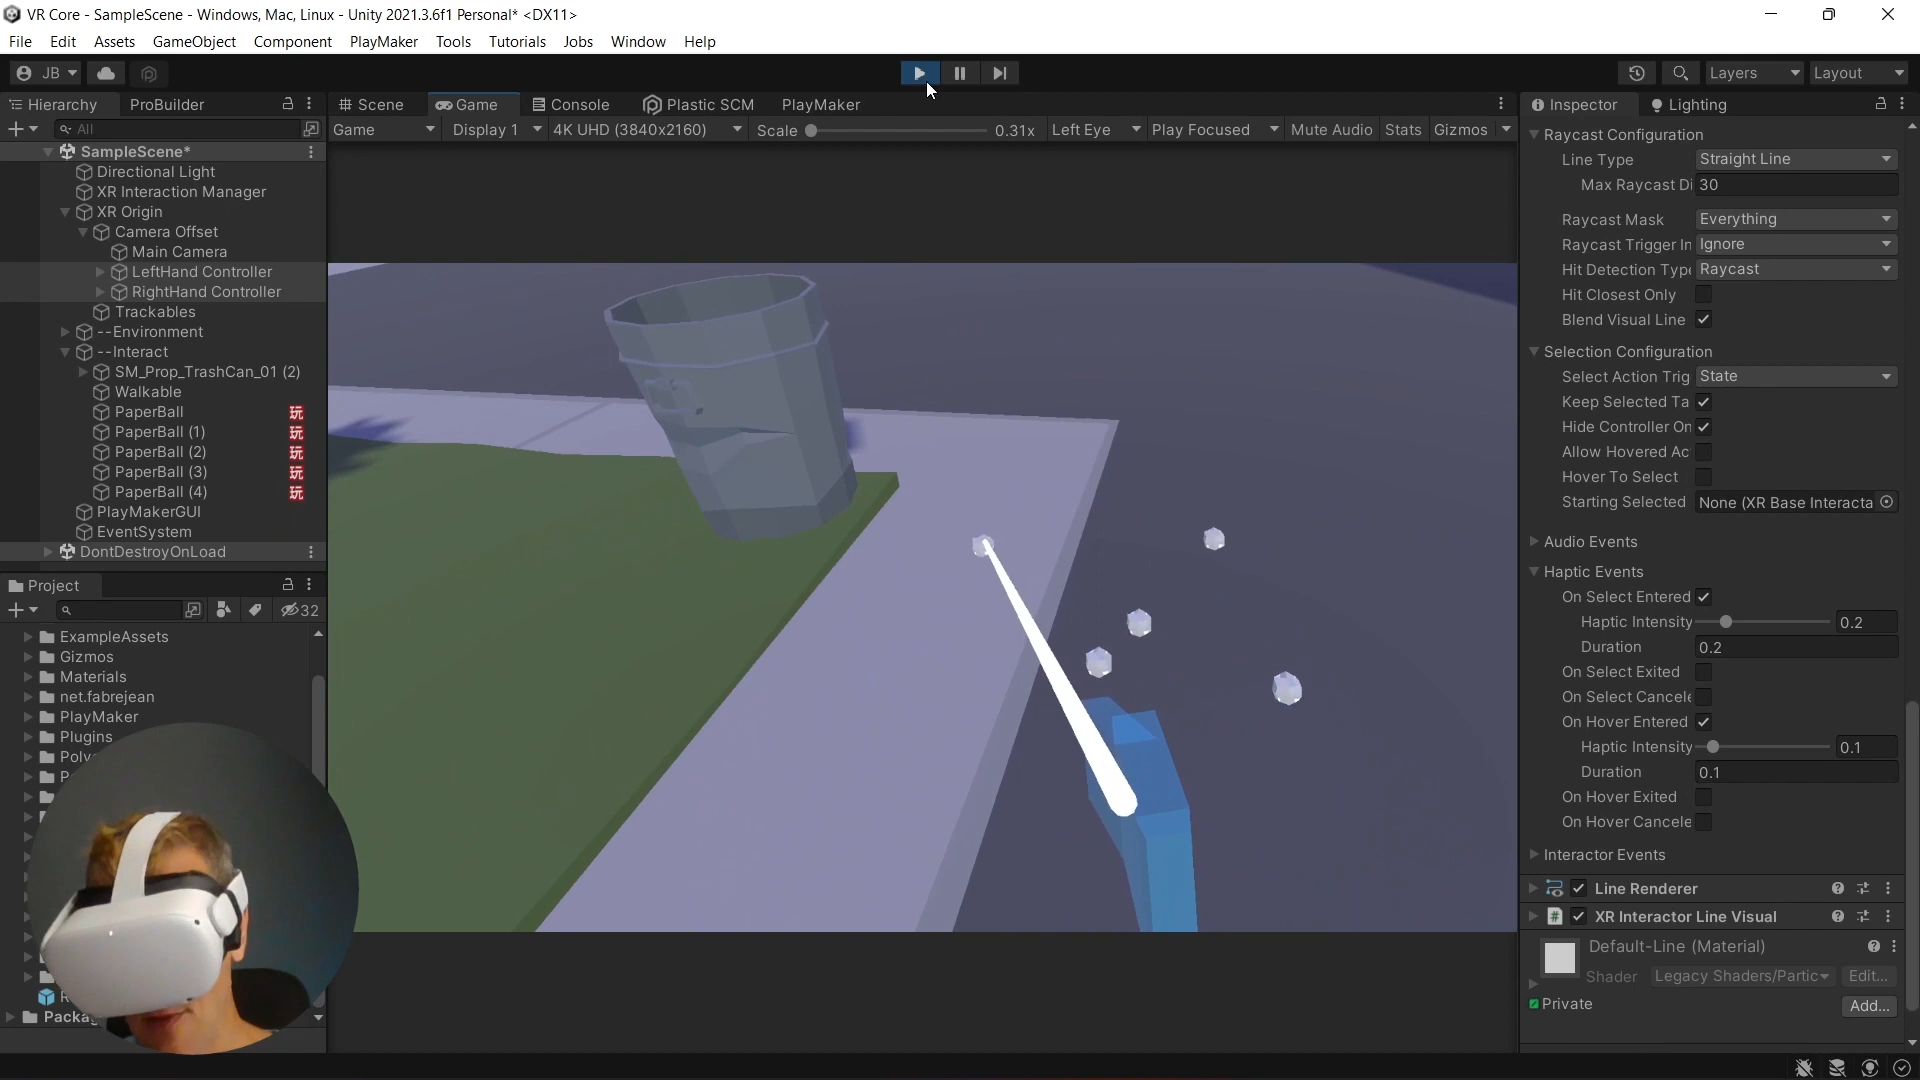 VR Core - SampleScene - Windows, Mac, Linux - Unity 2021.3.6f1 Personal* <DX11>
File Edit Assets GameObject Component PlayMaker Tools Tutorials Jobs Window Help
JB Layers Layout
Hierarchy ProBuilder Scene Game Console Plastic SCM PlayMaker Inspector Lighting
All Game Display 1 4K UHD (3840x2160) Scale 0.31x Left Eye Play Focused Mute Audio Stats Gizmos
SampleScene*
Directional Light
XR Interaction Manager
XR Origin
Camera Offset
Main Camera
LeftHand Controller
RightHand Controller
Trackables
--Environment
--Interact
SM_Prop_TrashCan_01 (2)
Walkable
PaperBall 玩
PaperBall (1) 玩
PaperBall (2) 玩
PaperBall (3) 玩
PaperBall (4) 玩
PlayMakerGUI
EventSystem
DontDestroyOnLoad
Project
32
ExampleAssets
Gizmos
Materials
net.fabrejean
PlayMaker
Plugins
Raycast Configuration
Line Type Straight Line
Max Raycast Di 30
Raycast Mask Everything
Raycast Trigger In Ignore
Hit Detection Type Raycast
Hit Closest Only
Blend Visual Line
Selection Configuration
Select Action Trig State
Keep Selected Ta
Hide Controller On
Allow Hovered Ac
Hover To Select
Starting Selected None (XR Base Interacta
Audio Events
Haptic Events
On Select Entered
Haptic Intensity 0.2
Duration 0.2
On Select Exited
On Select Cancele
On Hover Entered
Haptic Intensity 0.1
Duration 0.1
On Hover Exited
On Hover Cancele
Interactor Events
Line Renderer
XR Interactor Line Visual
Default-Line (Material)
Shader Legacy Shaders/Partic Edit...
Private
Add...